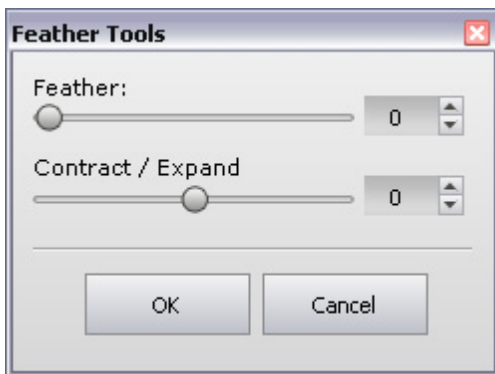 Feather Tools
Feather:
0
Contract / Expand
0
OK
Cancel